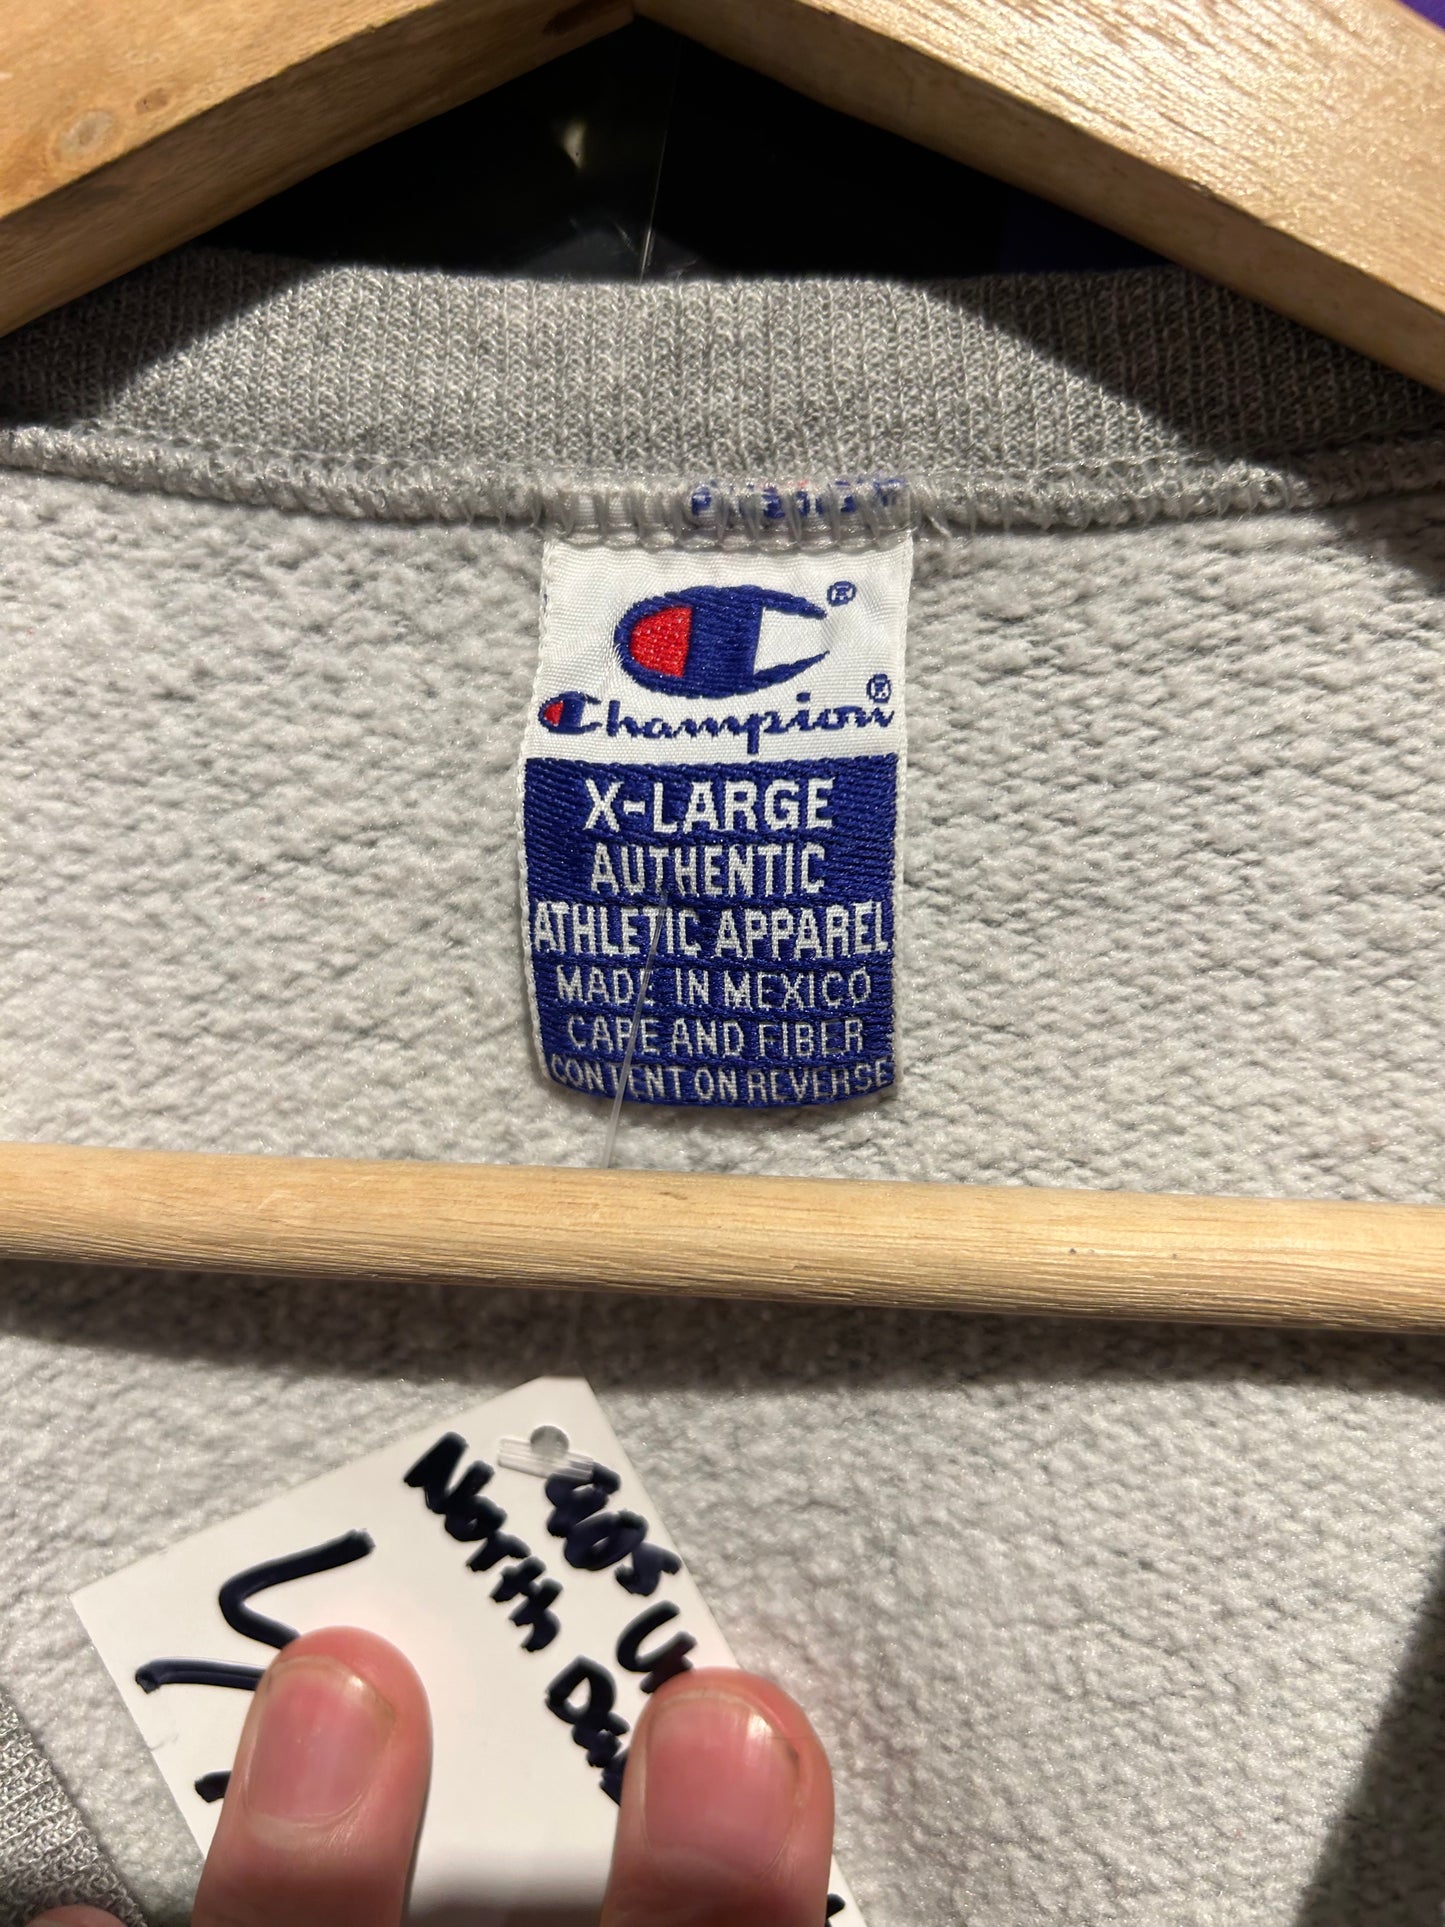 ®
Champion®
X-LARGE
AUTHENTIC
ATHLETIC APPAREL
MADE IN MEXICO
CARE AND FIBER
CONTENT ON REVERSE
NORTH